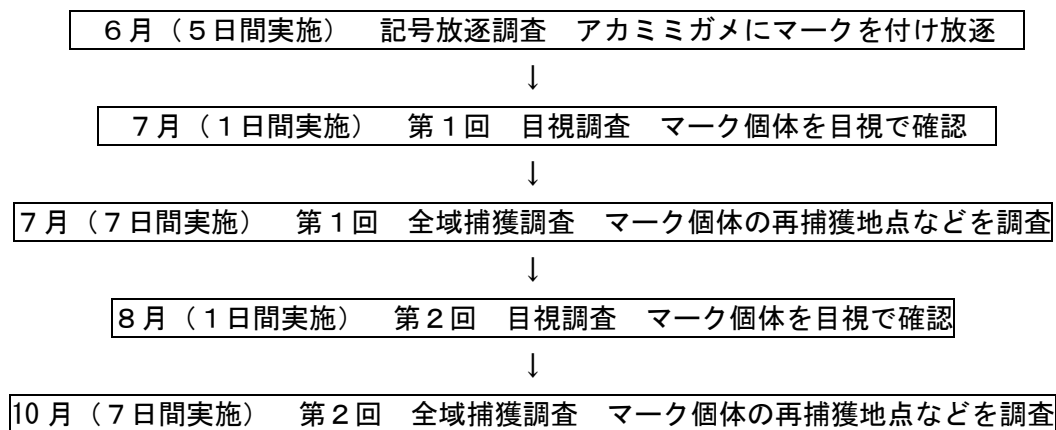 ６月（５日間実施）　記号放逐調査　アカミミガメにマークを付け放逐
↓
７月（１日間実施）　第１回　目視調査　マーク個体を目視で確認
↓
７月（７日間実施）　第１回　全域捕獲調査　マーク個体の再捕獲地点などを調査
↓
８月（１日間実施）　第２回　目視調査　マーク個体を目視で確認
↓
10 月（７日間実施）　第２回　全域捕獲調査　マーク個体の再捕獲地点などを調査